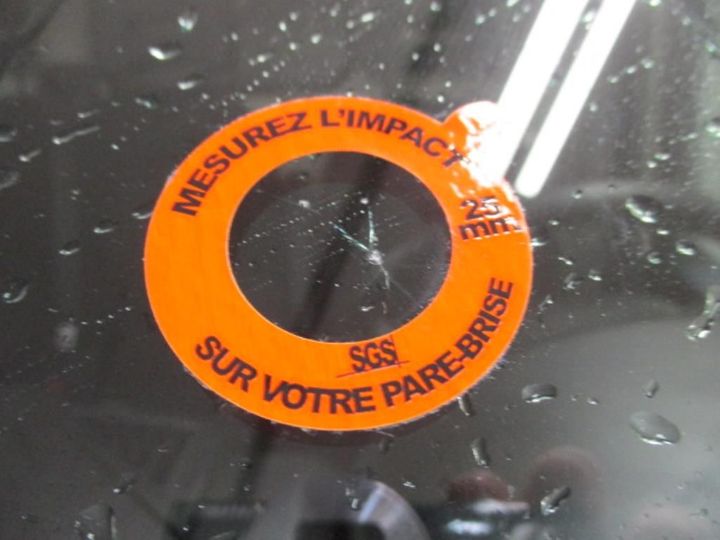 MESUREZ L'IMPACT
25
mm
SGS
SUR VOTRE PARE-BRISE